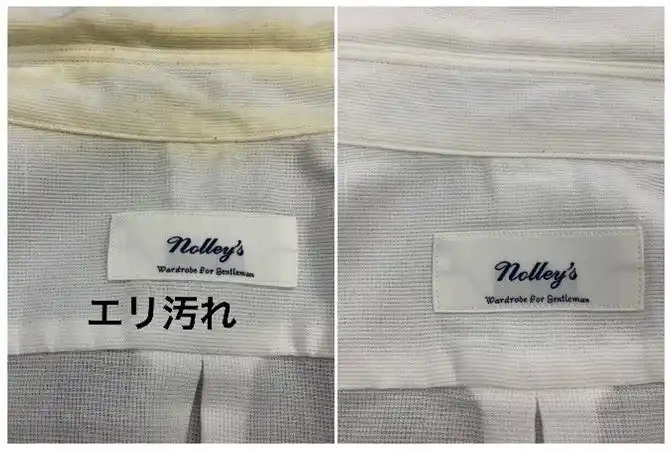 Nolley's
Wardrobe for Gentleman
エリ汚れ
Nolley's
Wardrobe for Gentleman